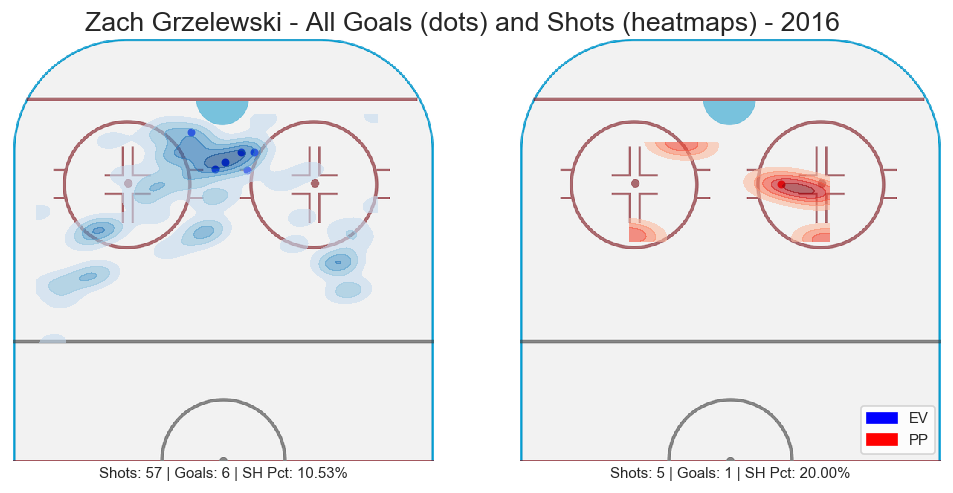 Zach Grzelewski - All Goals (dots) and Shots (heatmaps) - 2016
EV
PP
Shots: 57 | Goals: 6 | SH Pct: 10.53%
Shots: 5 | Goals: 1 | SH Pct: 20.00%